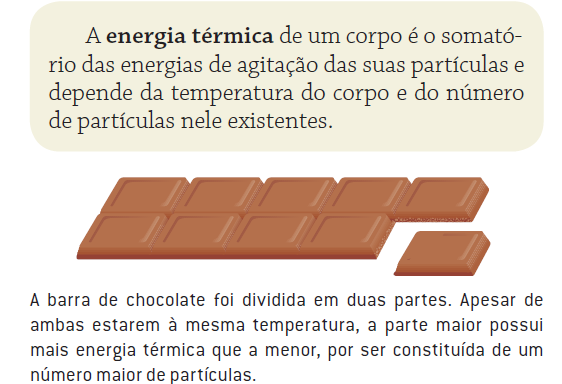 A energia térmica de um corpo é o somató-
rio das energias de agitação das suas partículas e
depende da temperatura do corpo e do número
de partículas nele existentes.
A barra de chocolate foi dividida em duas partes. Apesar de
ambas estarem à mesma temperatura, a parte maior possui
mais energia térmica que a menor, por ser constituída de um
número maior de partículas.